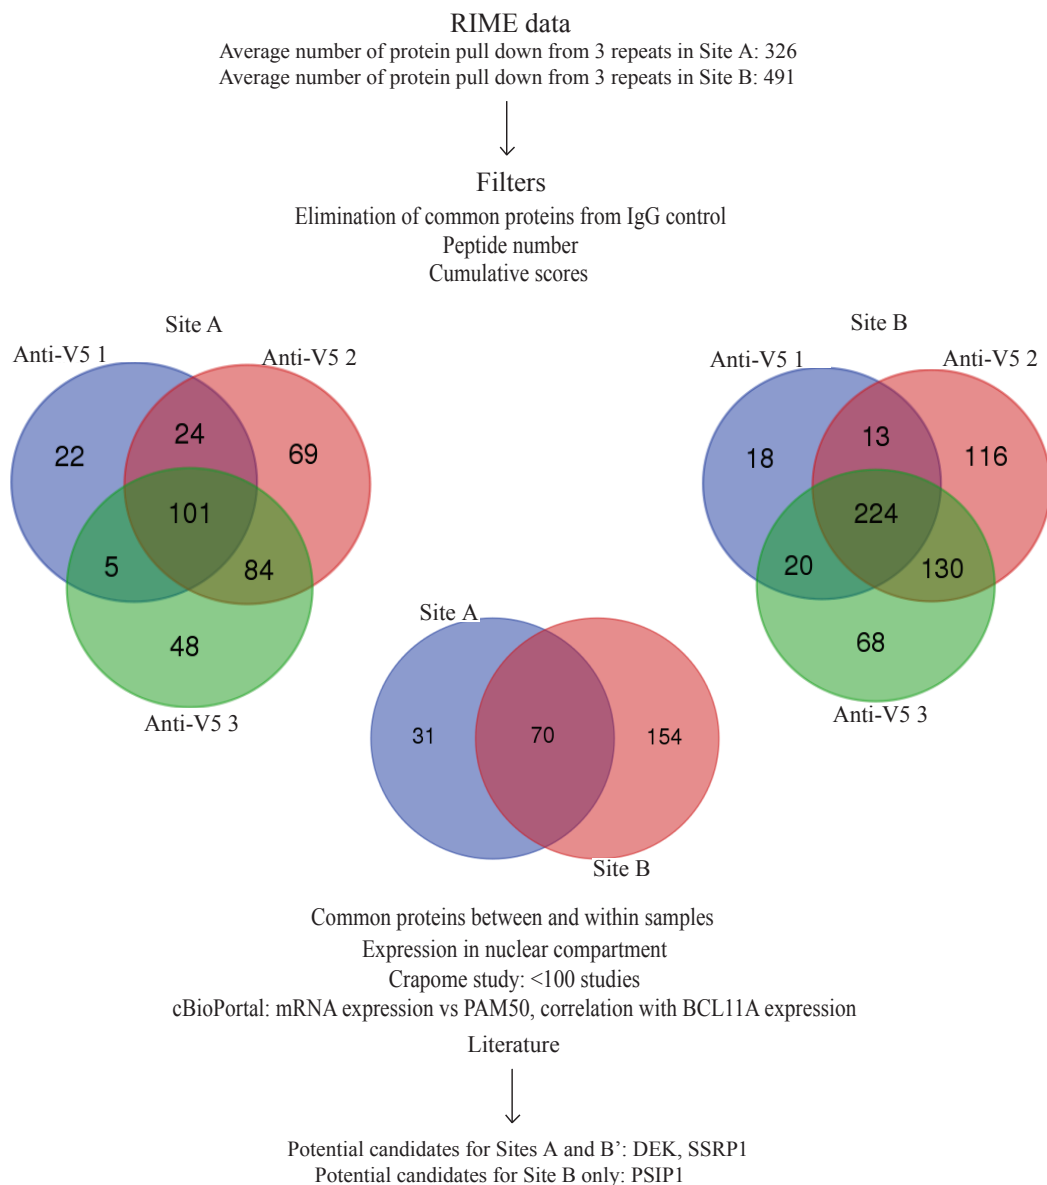 RIME data
Average number of protein pull down from 3 repeats in Site A: 326
Average number of protein pull down from 3 repeats in Site B: 491
Filters
Elimination of common proteins from IgG control
Peptide number
Cumulative scores
Site A
Anti-V5 1
Anti-V5 2
22
24
69
101
5
84
48
Anti-V5 3
Site B
Anti-V5 1
Anti-V5 2
18
13
116
224
20
130
68
Anti-V5 3
Site A
31
70
154
Site B
Common proteins between and within samples
Expression in nuclear compartment
Crapome study: <100 studies
cBioPortal: mRNA expression vs PAM50, correlation with BCL11A expression
Literature
Potential candidates for Sites A and B’: DEK, SSRP1
Potential candidates for Site B only: PSIP1